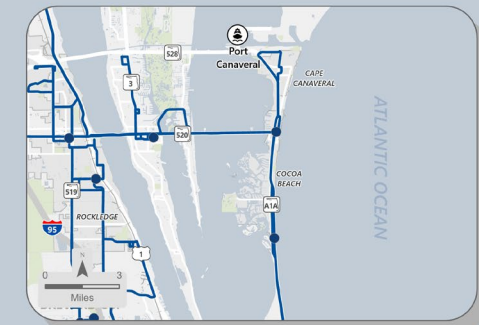 528
Port
Canaveral
CAPE
CANAVERAL
3
ATLANTIC OCEAN
520
COCOA
BEACH
519
A1A
ROCKLEDGE
95
1
N
0 3
Miles